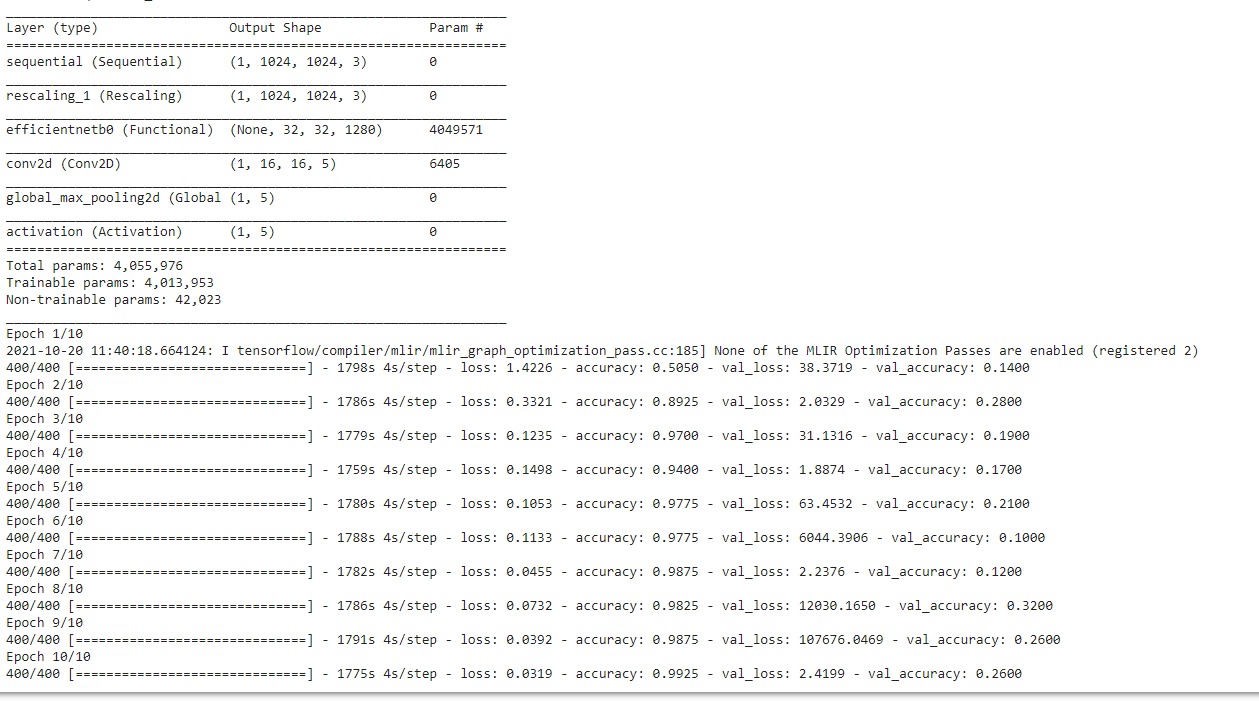 Layer (type)                 Output Shape              Param #
=================================================================
sequential (Sequential)      (1, 1024, 1024, 3)        0
_________________________________________________________________
rescaling_1 (Rescaling)      (1, 1024, 1024, 3)        0
_________________________________________________________________
efficientnetb0 (Functional)  (None, 32, 32, 1280)      4049571
_________________________________________________________________
conv2d (Conv2D)              (1, 16, 16, 5)            6405
_________________________________________________________________
global_max_pooling2d (Global (1, 5)                    0
_________________________________________________________________
activation (Activation)      (1, 5)                    0
=================================================================
Total params: 4,055,976
Trainable params: 4,013,953
Non-trainable params: 42,023
_________________________________________________________________
Epoch 1/10
2021-10-20 11:40:18.664124: I tensorflow/compiler/mlir/mlir_graph_optimization_pass.cc:185] None of the MLIR Optimization Passes are enabled (registered 2)
400/400 [==============================] - 1798s 4s/step - loss: 1.4226 - accuracy: 0.5050 - val_loss: 38.3719 - val_accuracy: 0.1400
Epoch 2/10
400/400 [==============================] - 1786s 4s/step - loss: 0.3321 - accuracy: 0.8925 - val_loss: 2.0329 - val_accuracy: 0.2800
Epoch 3/10
400/400 [==============================] - 1779s 4s/step - loss: 0.1235 - accuracy: 0.9700 - val_loss: 31.1316 - val_accuracy: 0.1900
Epoch 4/10
400/400 [==============================] - 1759s 4s/step - loss: 0.1498 - accuracy: 0.9400 - val_loss: 1.8874 - val_accuracy: 0.1700
Epoch 5/10
400/400 [==============================] - 1780s 4s/step - loss: 0.1053 - accuracy: 0.9775 - val_loss: 63.4532 - val_accuracy: 0.2100
Epoch 6/10
400/400 [==============================] - 1788s 4s/step - loss: 0.1133 - accuracy: 0.9775 - val_loss: 6044.3906 - val_accuracy: 0.1000
Epoch 7/10
400/400 [==============================] - 1782s 4s/step - loss: 0.0455 - accuracy: 0.9875 - val_loss: 2.2376 - val_accuracy: 0.1200
Epoch 8/10
400/400 [==============================] - 1786s 4s/step - loss: 0.0732 - accuracy: 0.9825 - val_loss: 12030.1650 - val_accuracy: 0.3200
Epoch 9/10
400/400 [==============================] - 1791s 4s/step - loss: 0.0392 - accuracy: 0.9875 - val_loss: 107676.0469 - val_accuracy: 0.2600
Epoch 10/10
400/400 [==============================] - 1775s 4s/step - loss: 0.0319 - accuracy: 0.9925 - val_loss: 2.4199 - val_accuracy: 0.2600